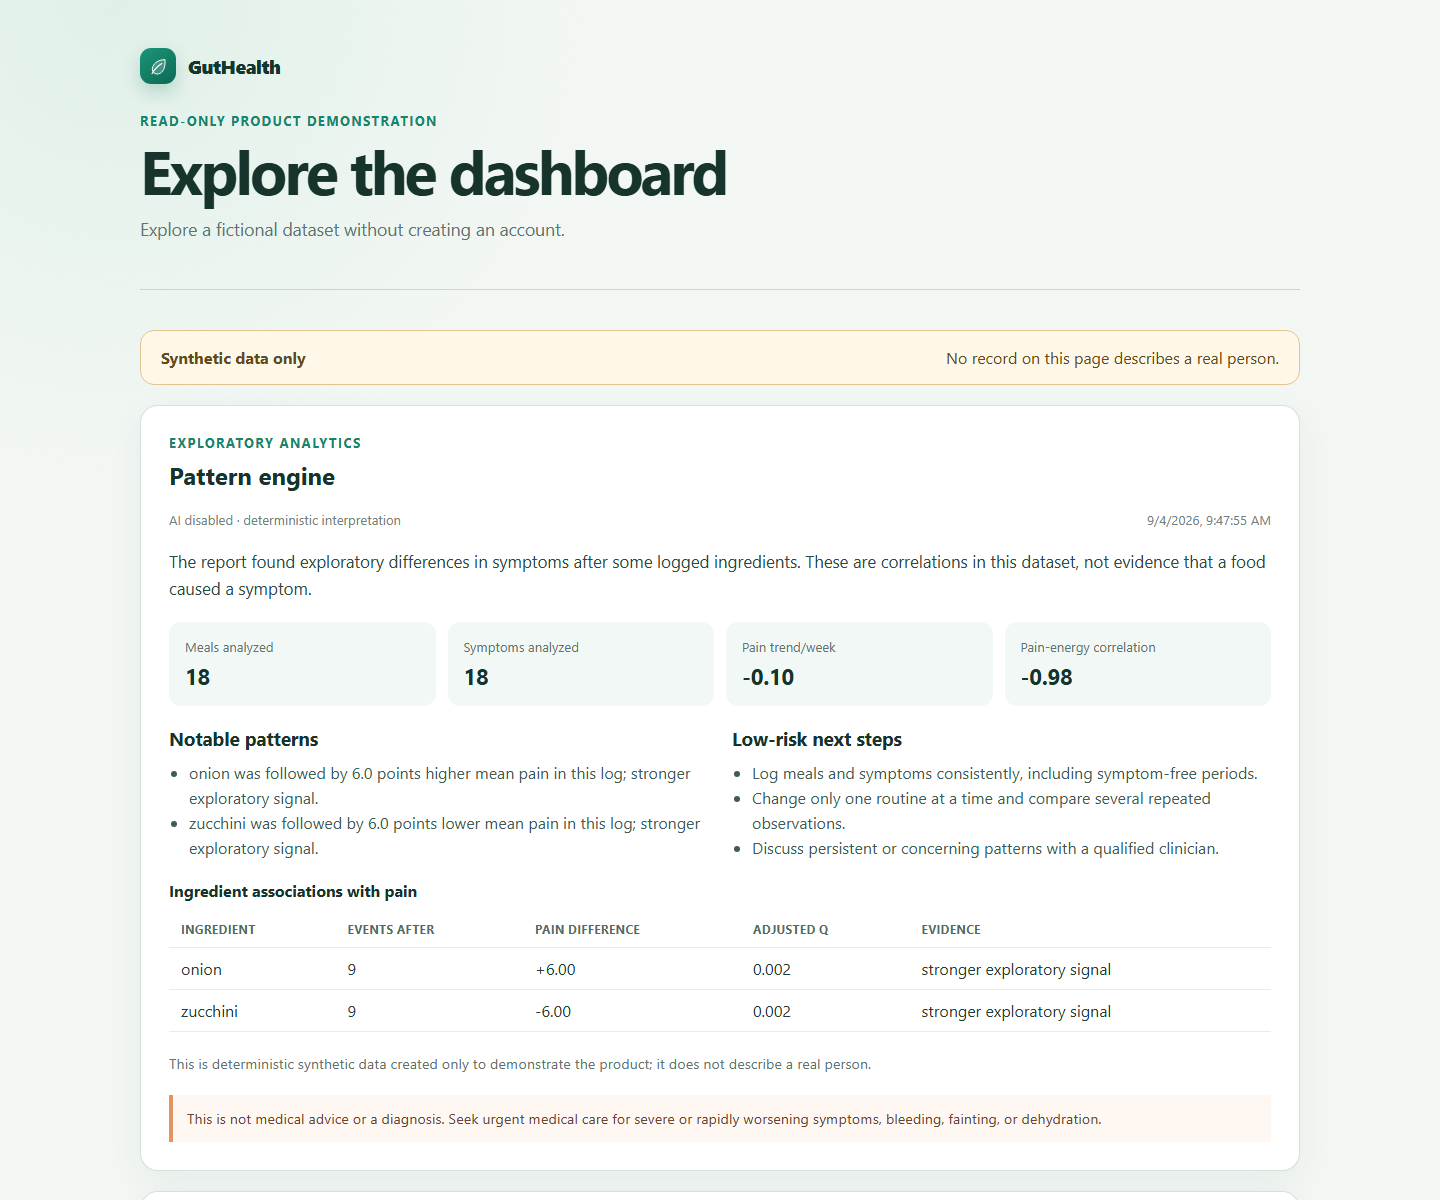 GutHealth
READ-ONLY PRODUCT DEMONSTRATION
Explore the dashboard
Explore a fictional dataset without creating an account.
Synthetic data only
No record on this page describes a real person.
EXPLORATORY ANALYTICS
Pattern engine
AI disabled · deterministic interpretation
9/4/2026, 9:47:55 AM
The report found exploratory differences in symptoms after some logged ingredients. These are correlations in this dataset, not evidence that a food
caused a symptom.
Meals analyzed
18
Symptoms analyzed
18
Pain trend/week
-0.10
Pain-energy correlation
-0.98
Notable patterns
• onion was followed by 6.0 points higher mean pain in this log; stronger
exploratory signal.
• zucchini was followed by 6.0 points lower mean pain in this log; stronger
exploratory signal.
Low-risk next steps
• Log meals and symptoms consistently, including symptom-free periods.
• Change only one routine at a time and compare several repeated
observations.
• Discuss persistent or concerning patterns with a qualified clinician.
Ingredient associations with pain
INGREDIENT EVENTS AFTER PAIN DIFFERENCE ADJUSTED Q EVIDENCE
onion 9 +6.00 0.002 stronger exploratory signal
zucchini 9 -6.00 0.002 stronger exploratory signal
This is deterministic synthetic data created only to demonstrate the product; it does not describe a real person.
This is not medical advice or a diagnosis. Seek urgent medical care for severe or rapidly worsening symptoms, bleeding, fainting, or dehydration.